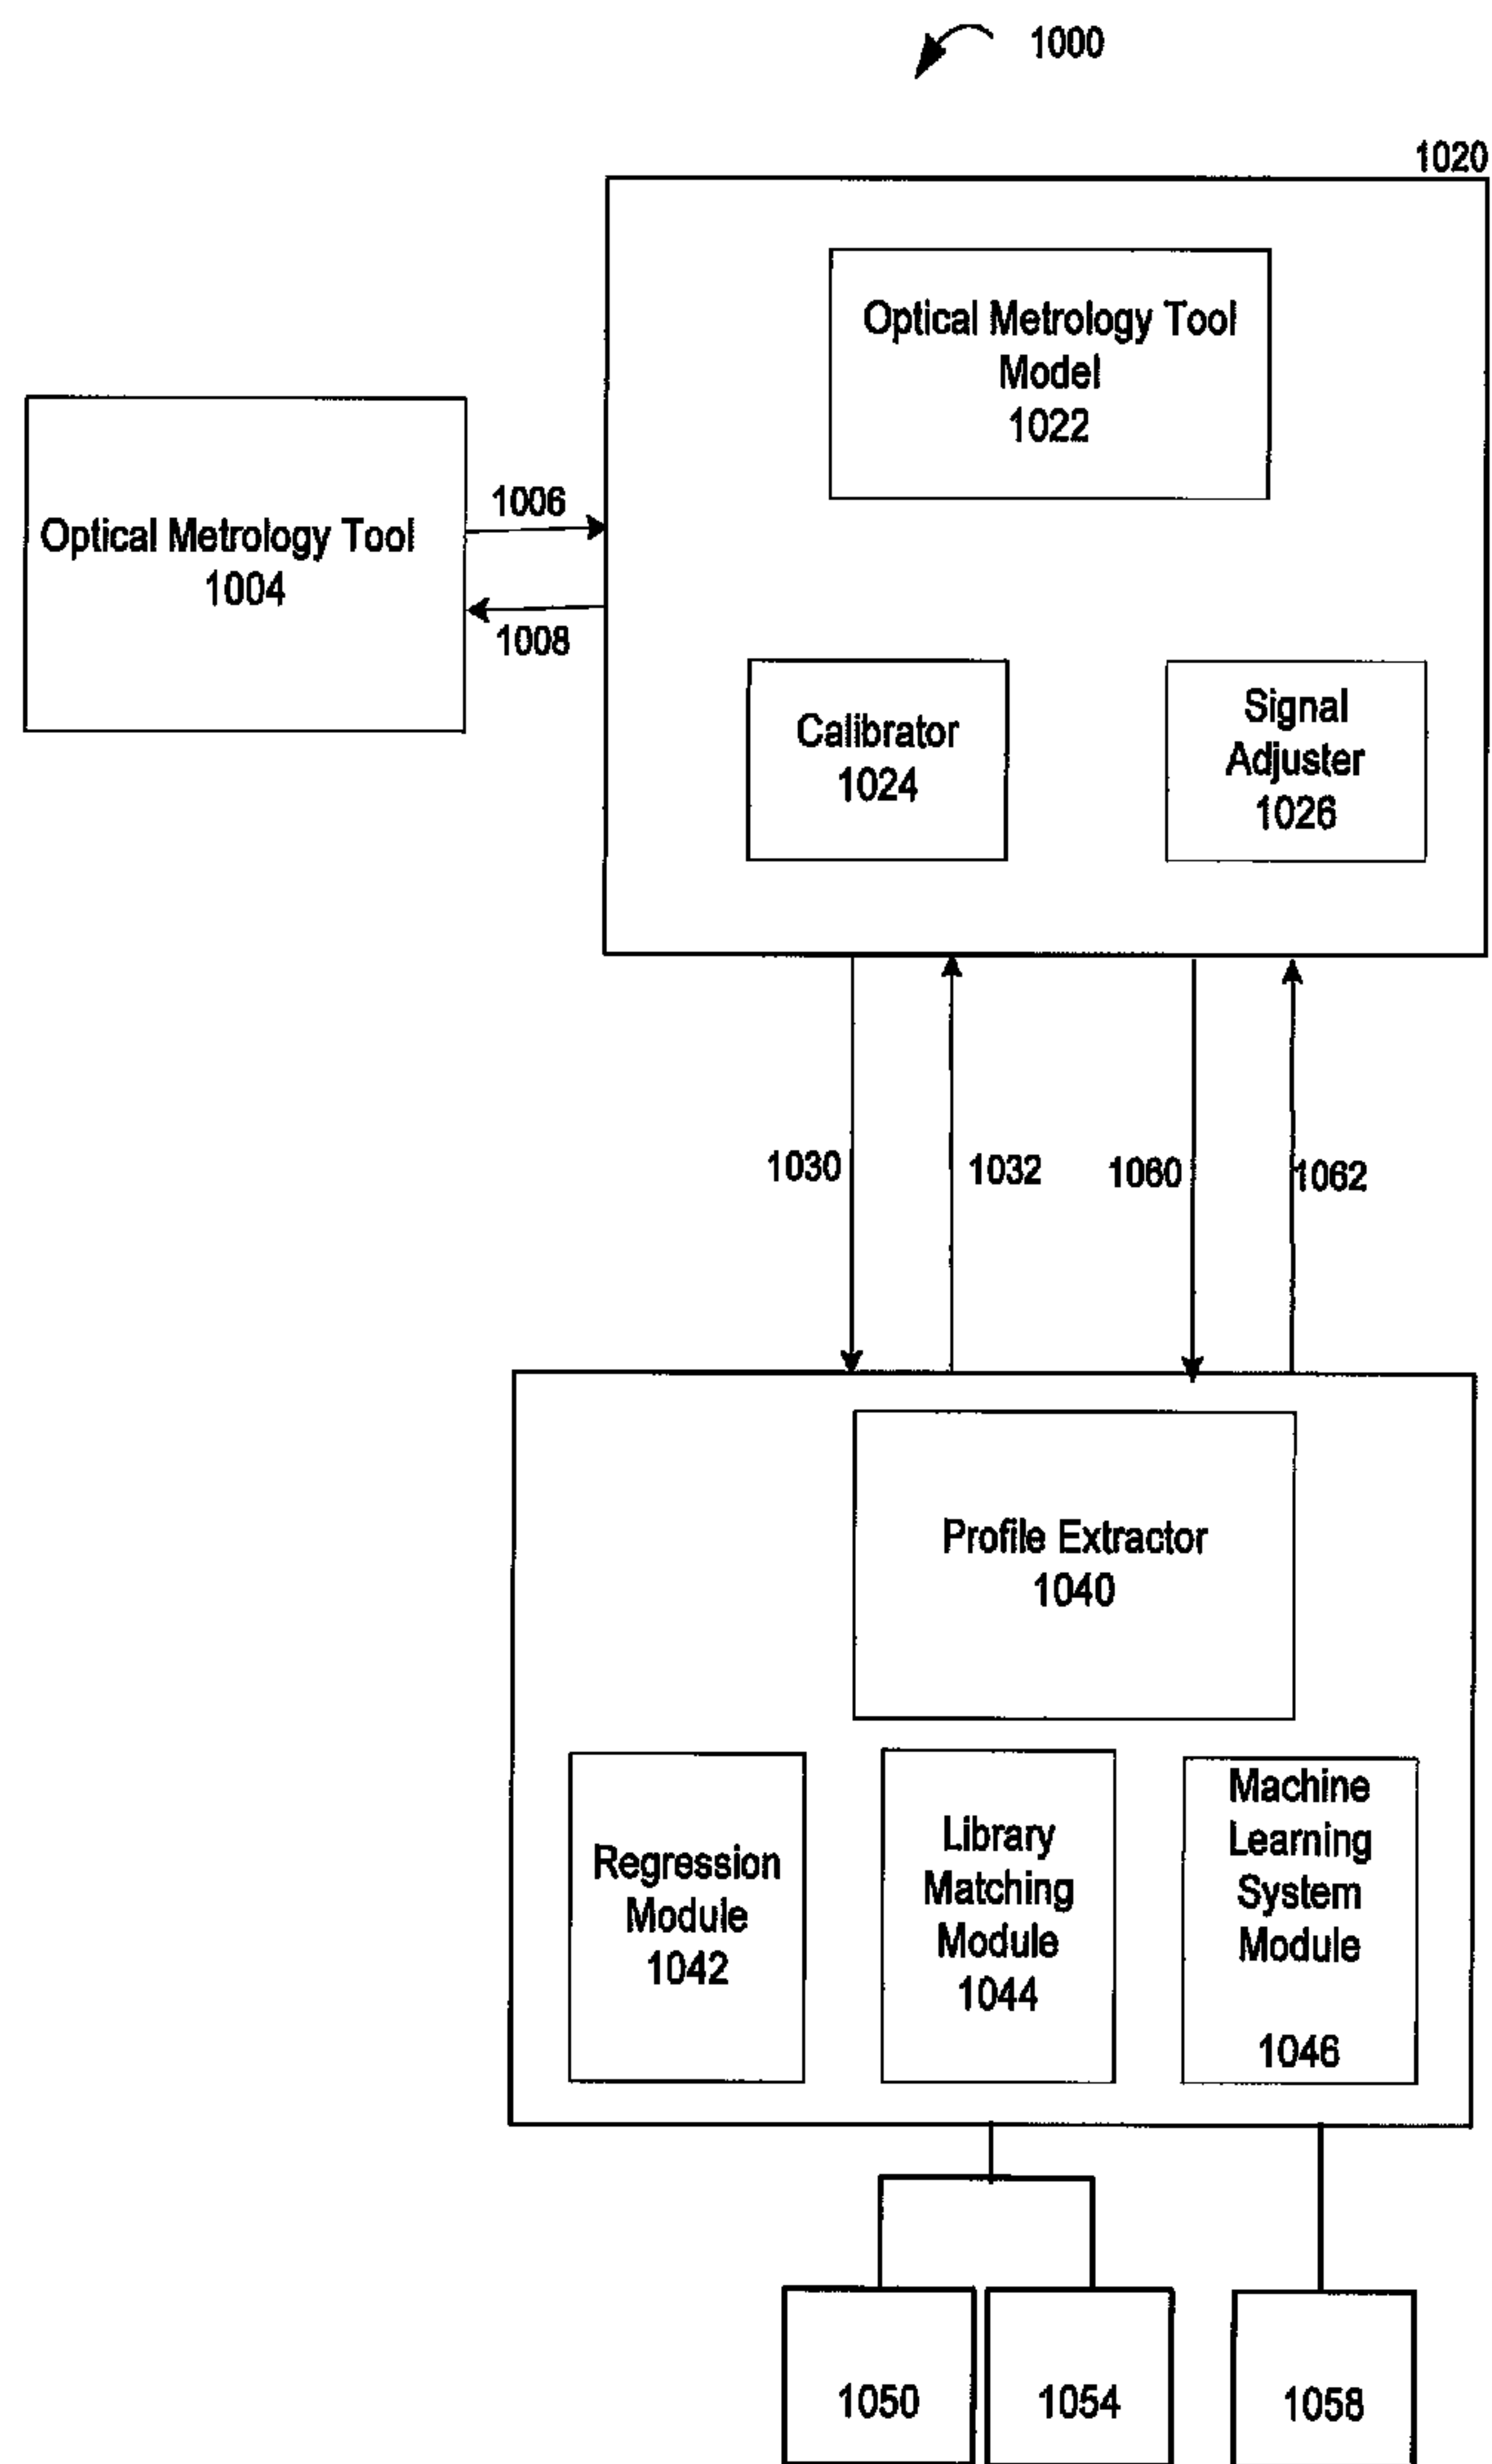 1000
1020
Optical Metrology Tool
Model
1022
Optical Metrology Tool
1004
1006
1008
Calibrator
1024
Signal
Adjuster
1026
1030
1032
1060
1062
Profile Extractor
1040
Regression
Module
1042
Library
Matching
Module
1044
Machine
Learning
System
Module
1046
1050
1054
1058